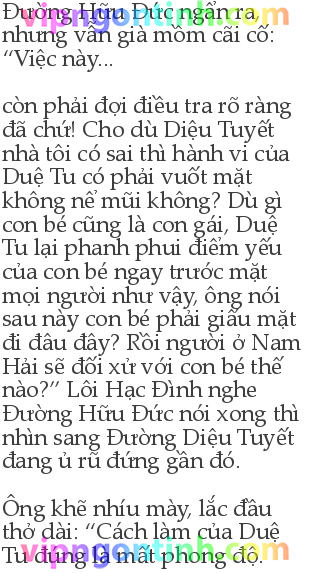 Đường Hữu Đức ngẩn ra,
nhưng vẫn già mồm cãi cố:
“Việc này...
còn phải đợi điều tra rõ ràng
đã chứ! Cho dù Diệu Tuyết
nhà tôi có sai thì hành vi của
Duệ Tu có phải vuốt mặt
không nể mũi không? Dù gì
con bé cũng là con gái, Duệ
Tu lại phanh phui điểm yếu
của con bé ngay trước mặt
mọi người như vậy, ông nói
sau này con bé phải giấu mặt
đi đâu đây? Rồi người ở Nam
Hải sẽ đối xử với con bé thế
nào?” Lôi Hạc Đình nghe
Đường Hữu Đức nói xong thì
nhìn sang Đường Diệu Tuyết
đang ủ rũ đứng gần đó.
Ông khẽ nhíu mày, lắc đầu
thở dài: “Cách làm của Duệ
Tu đúng là mất phong độ.
vipngontinh.com
vipngontinh.com